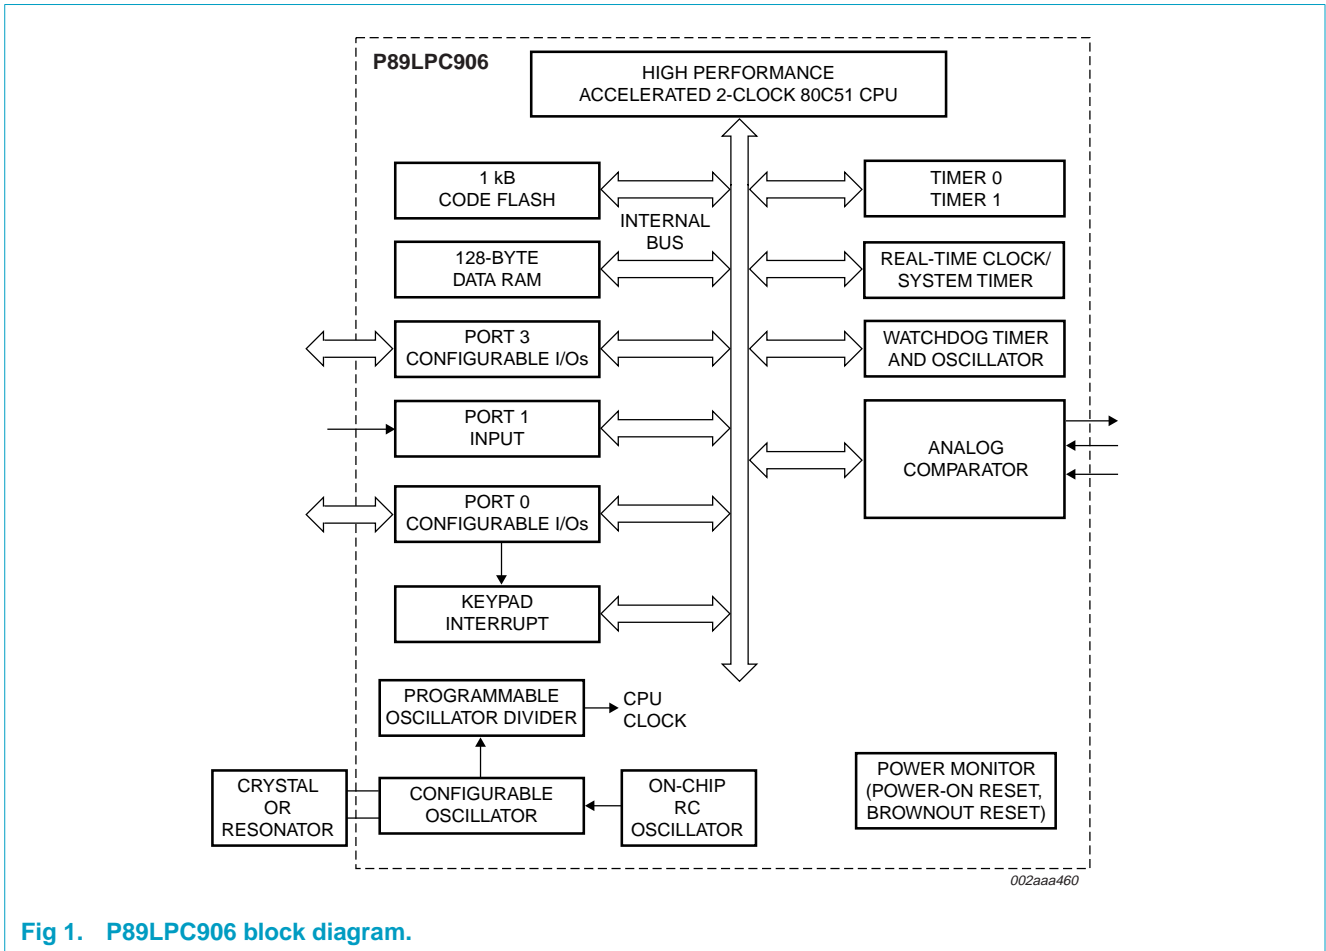 P89LPC906
HIGH PERFORMANCE
ACCELERATED 2-CLOCK 80C51 CPU
1 kB
CODE FLASH
INTERNAL
BUS
TIMER 0
TIMER 1
128-BYTE
DATA RAM
REAL-TIME CLOCK/
SYSTEM TIMER
PORT 3
CONFIGURABLE I/Os
WATCHDOG TIMER
AND OSCILLATOR
PORT 1
INPUT
ANALOG
COMPARATOR
PORT 0
CONFIGURABLE I/Os
KEYPAD
INTERRUPT
PROGRAMMABLE
OSCILLATOR DIVIDER
CPU
CLOCK
CRYSTAL
OR
RESONATOR
CONFIGURABLE
OSCILLATOR
ON-CHIP
RC
OSCILLATOR
POWER MONITOR
(POWER-ON RESET,
BROWNOUT RESET)
002aaa460
Fig 1. P89LPC906 block diagram.